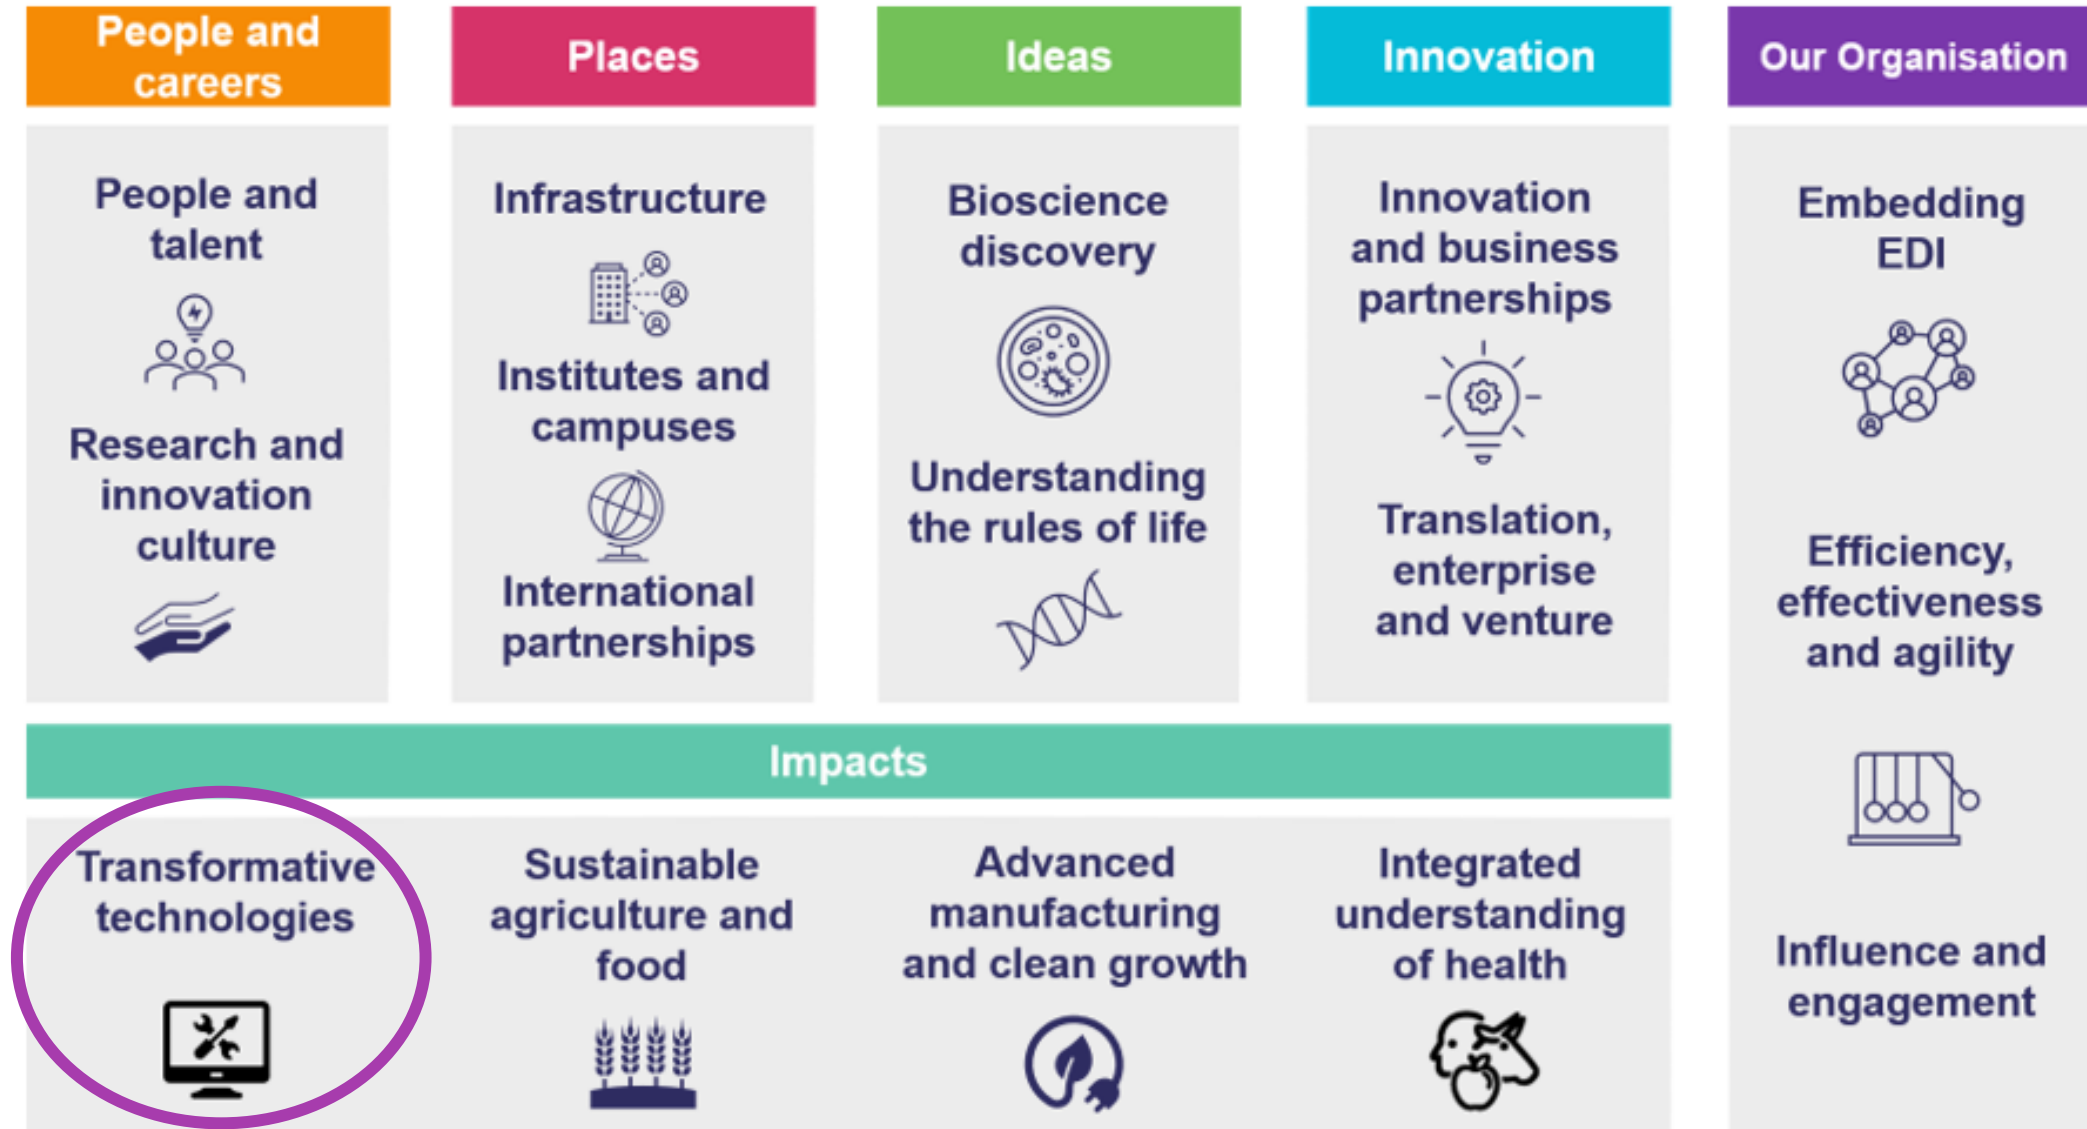 People and
careers
Places
Ideas
Innovation
Our Organisation
People and
talent
Research and
innovation
culture
Infrastructure
Institutes and
campuses
International
partnerships
Bioscience
discovery
Understanding
the rules of life
Innovation
and business
partnerships
Translation,
enterprise
and venture
Embedding
EDI
Efficiency,
effectiveness
and agility
Influence and
engagement
Impacts
Transformative
technologies
Sustainable
agriculture and
food
Advanced
manufacturing
and clean growth
Integrated
understanding
of health